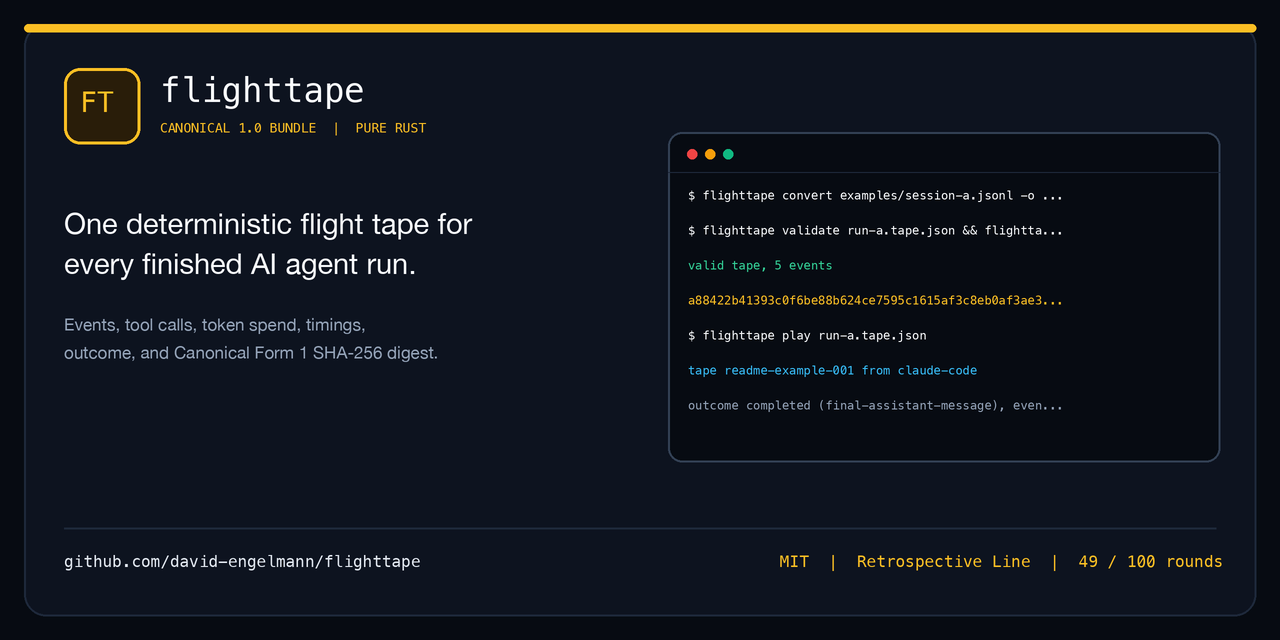 FT
flighttape
CANONICAL 1.0 BUNDLE | PURE RUST
One deterministic flight tape for
every finished AI agent run.
Events, tool calls, token spend, timings,
outcome, and Canonical Form 1 SHA-256 digest.
$ flighttape convert examples/session-a.jsonl -o ...
$ flighttape validate run-a.tape.json && flightta...
valid tape, 5 events
a88422b41393c0f6be88b624ce7595c1615af3c8eb0af3ae3...
$ flighttape play run-a.tape.json
tape readme-example-001 from claude-code
outcome completed (final-assistant-message), even...
github.com/david-engelmann/flighttape
MIT | Retrospective Line | 49 / 100 rounds